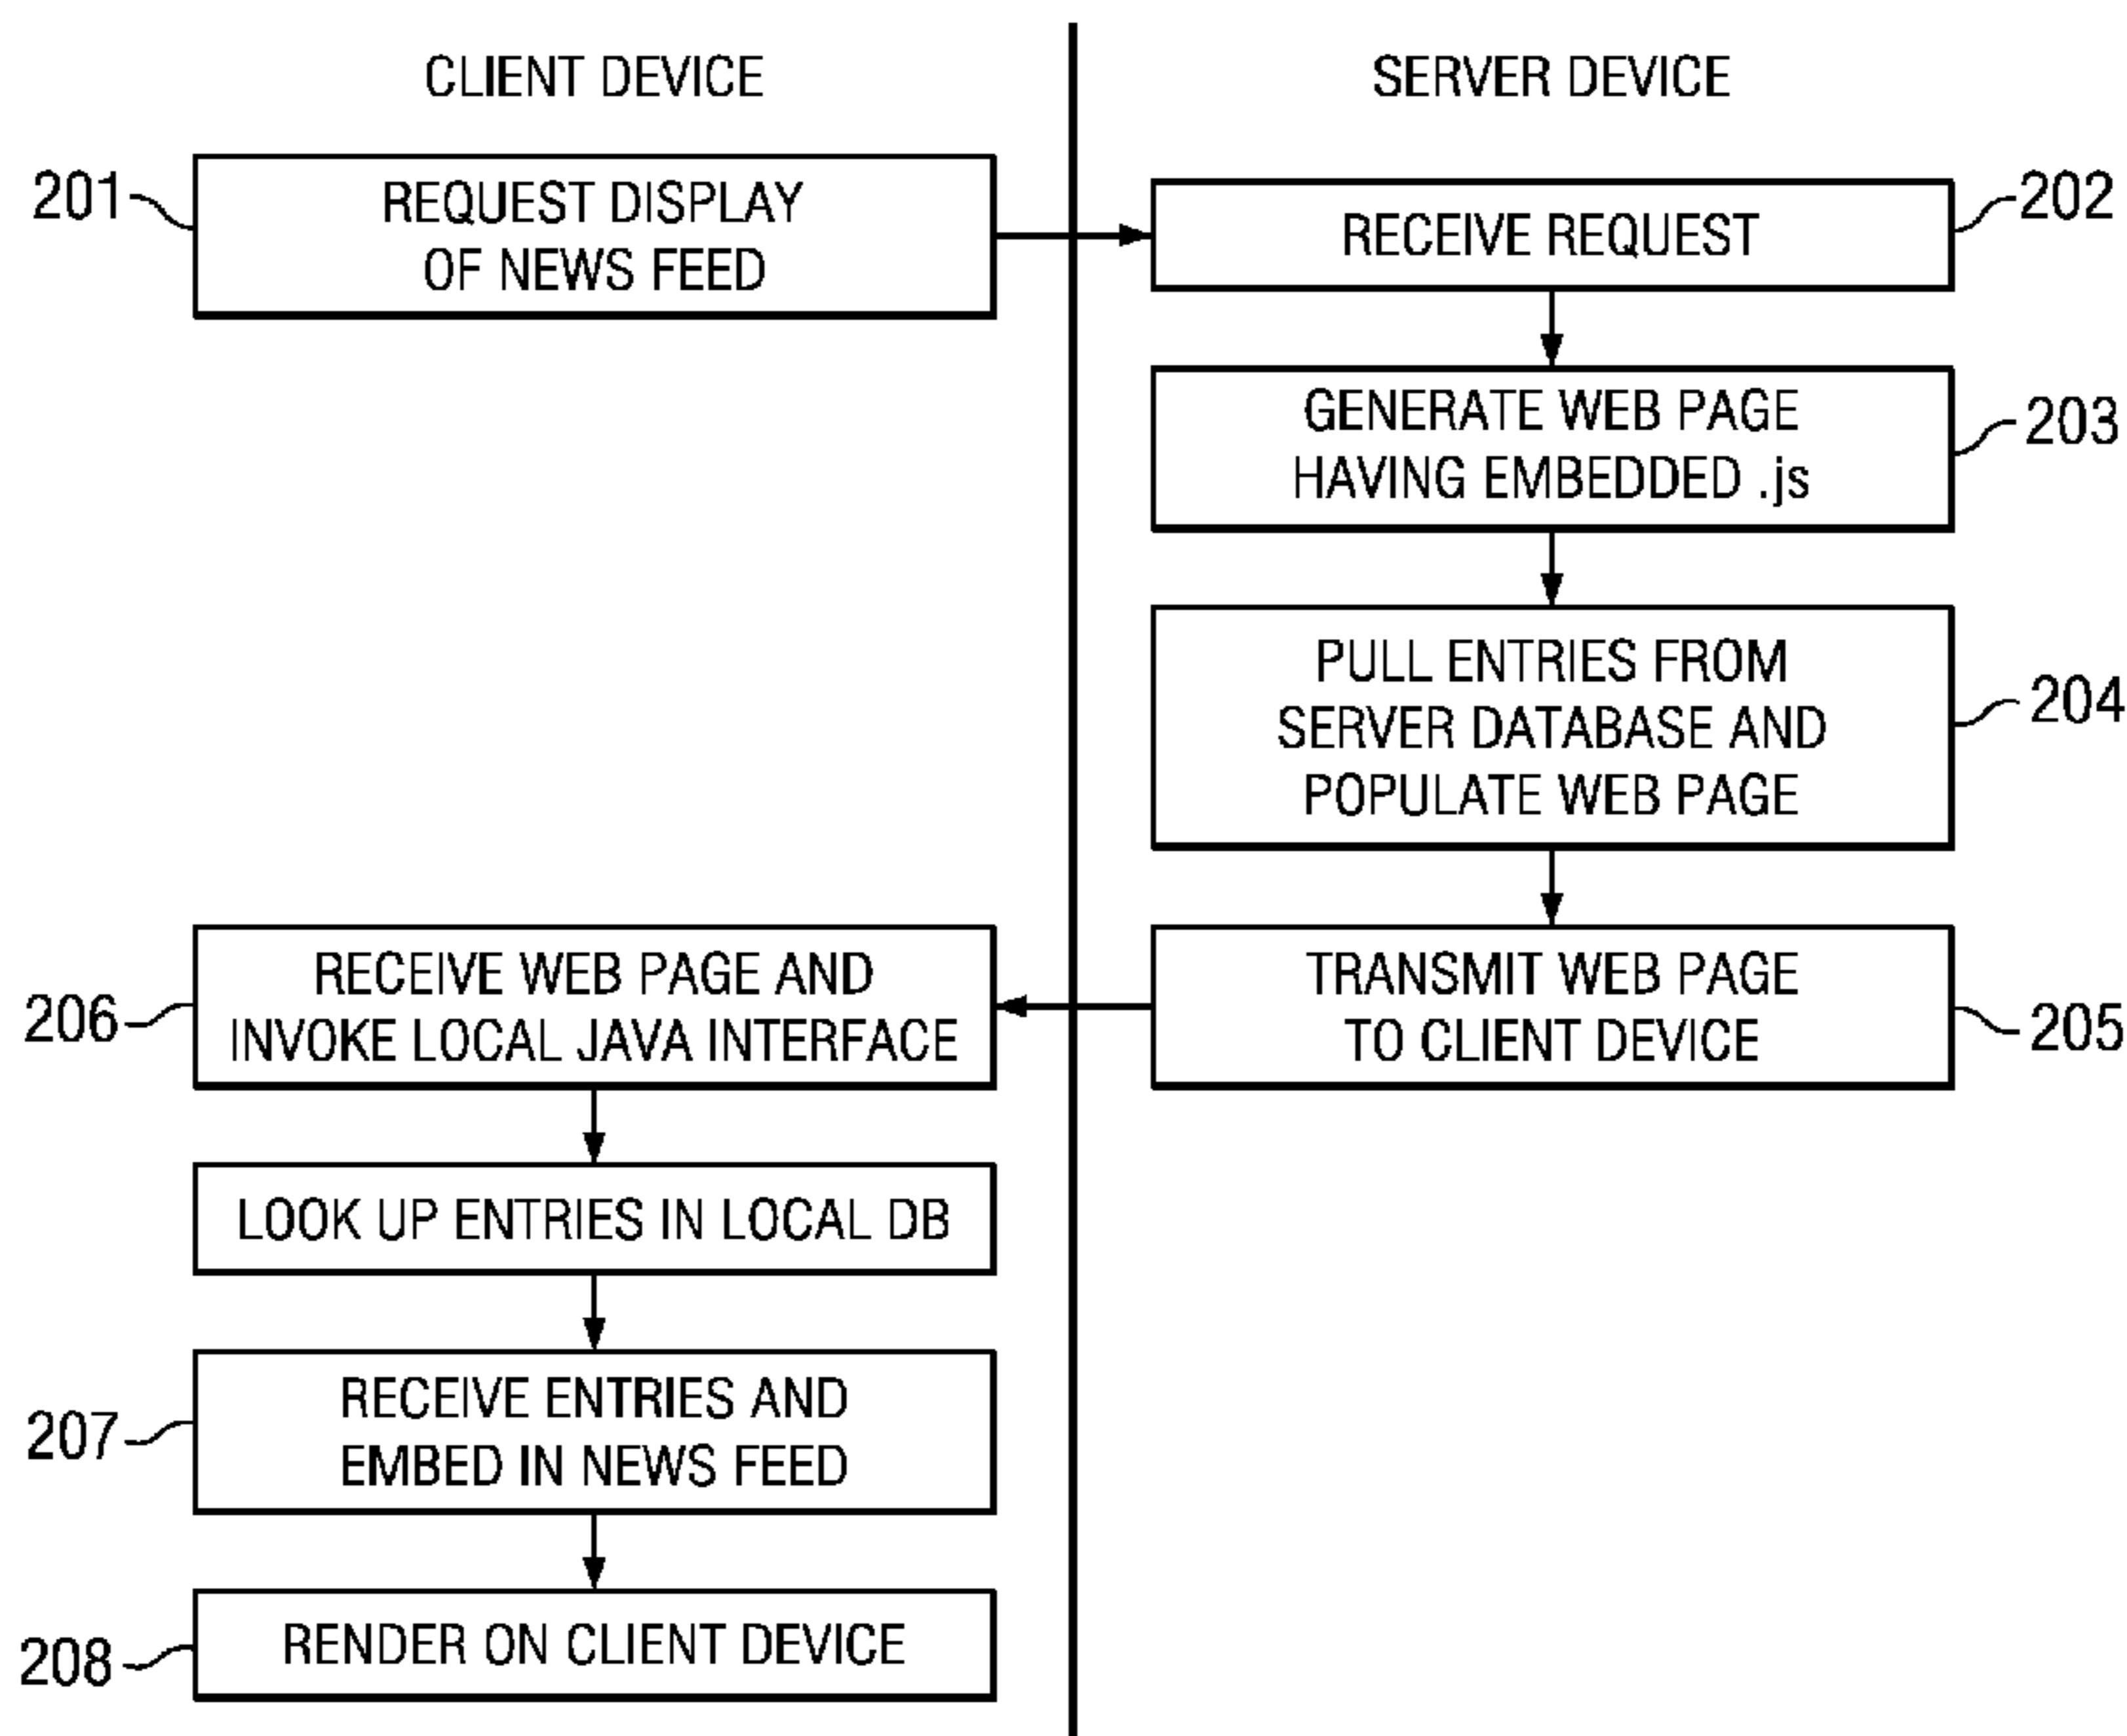 CLIENT DEVICE
SERVER DEVICE
201
REQUEST DISPLAY
OF NEWS FEED
RECEIVE REQUEST
202
GENERATE WEB PAGE
HAVING EMBEDDED .js
203
PULL ENTRIES FROM
SERVER DATABASE AND
POPULATE WEB PAGE
204
TRANSMIT WEB PAGE
TO CLIENT DEVICE
205
206
RECEIVE WEB PAGE AND
INVOKE LOCAL JAVA INTERFACE
LOOK UP ENTRIES IN LOCAL DB
207
RECEIVE ENTRIES AND
EMBED IN NEWS FEED
208
RENDER ON CLIENT DEVICE